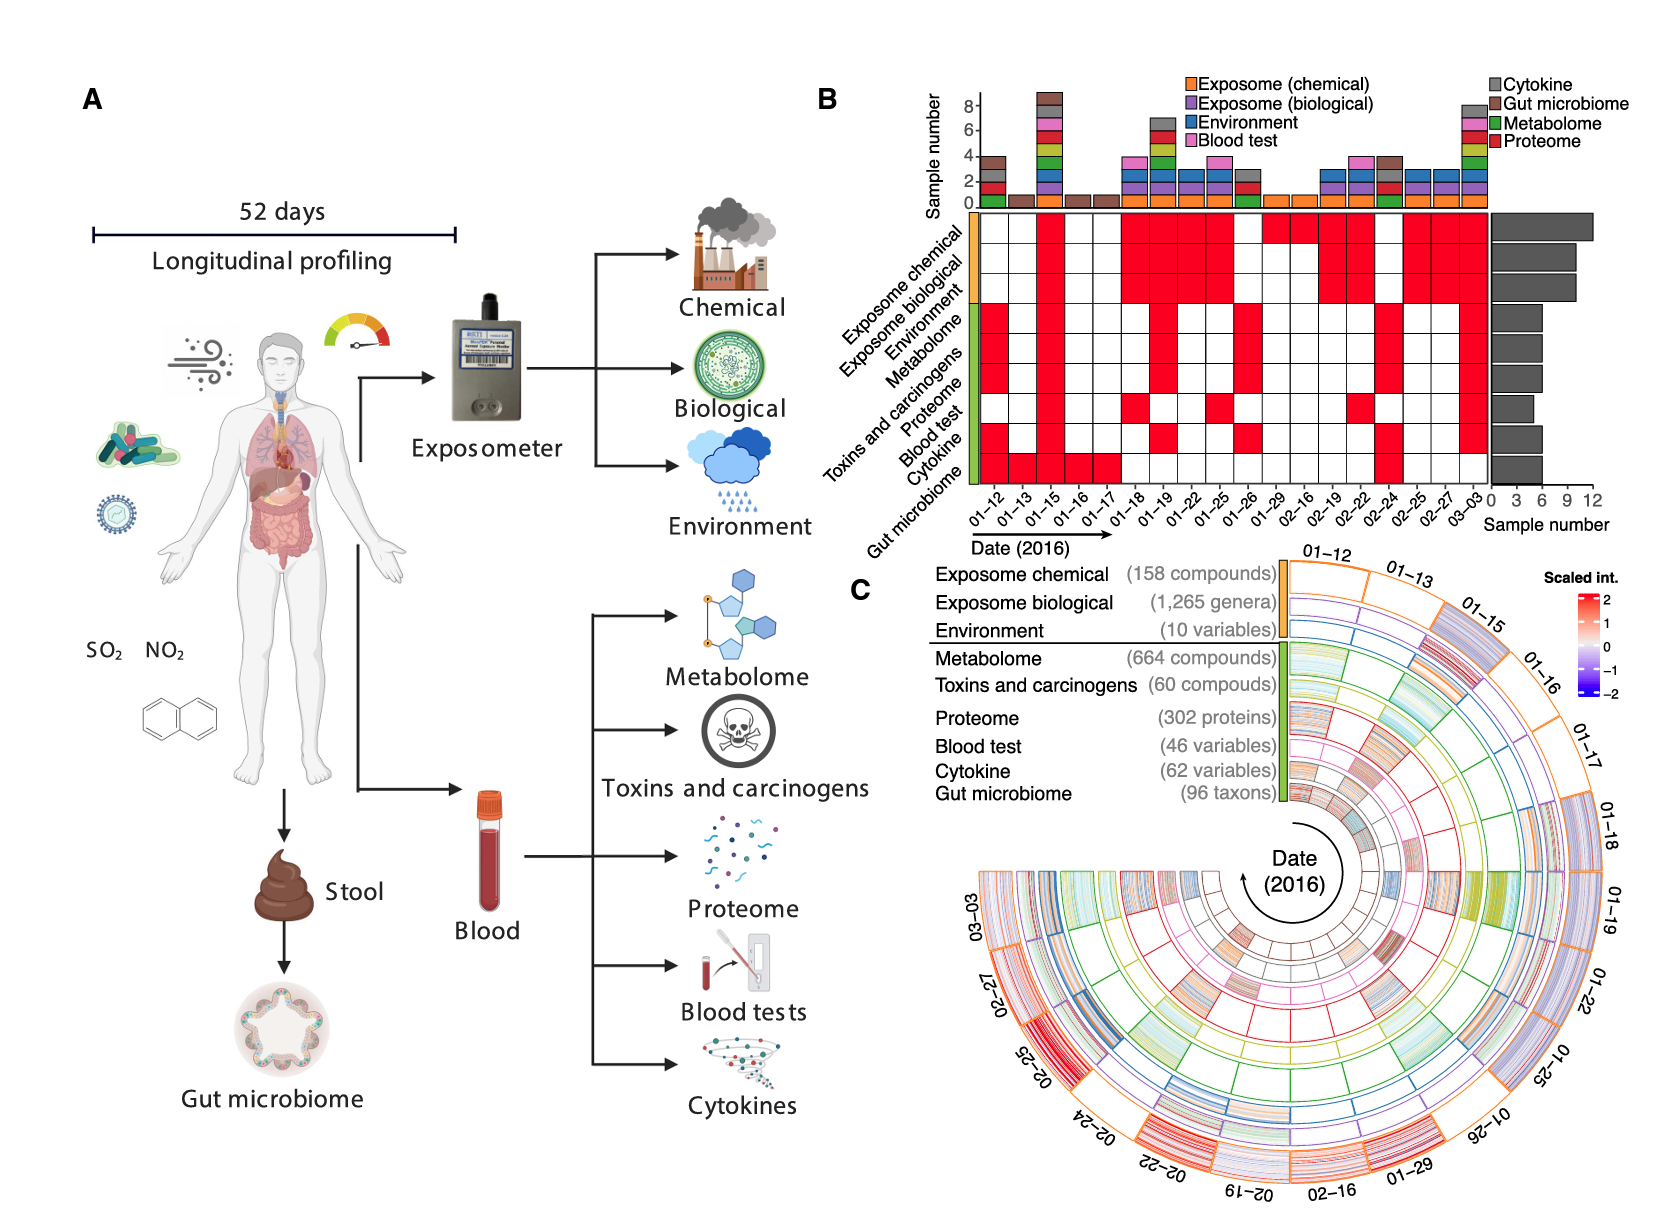 A
52 days
Longitudinal profiling
Exposometer
Chemical
Biological
Environment
SO₂ NO₂
Stool
Gut microbiome
Blood
Metabolome
Toxins and carcinogens
Proteome
Blood tests
Cytokines
B
Sample number
8
6
4
2
0
Exposome (chemical)
Exposome (biological)
Environment
Blood test
Cytokine
Gut microbiome
Metabolome
Proteome
Exposome chemical
Exposome biological
Environment
Metabolome
Toxins and carcinogens
Proteome
Blood test
Cytokine
Gut microbiome
01-12 01-13 01-15 01-16 01-17 01-18 01-19 01-22 01-25 01-26 01-29 02-16 02-19 02-22 02-24 02-25 02-27 03-03
Date (2016)
0 3 6 9 12
Sample number
C
Exposome chemical (158 compounds)
Exposome biological (1,265 genera)
Environment (10 variables)
Metabolome (664 compounds)
Toxins and carcinogens (60 compouds)
Proteome (302 proteins)
Blood test (46 variables)
Cytokine (62 variables)
Gut microbiome (96 taxons)
01-12
01-13
01-15
01-16
01-17
01-18
01-19
01-22
01-25
01-26
01-29
02-16
02-19
02-22
02-24
02-25
02-27
03-03
Date
(2016)
Scaled int.
2
1
0
-1
-2